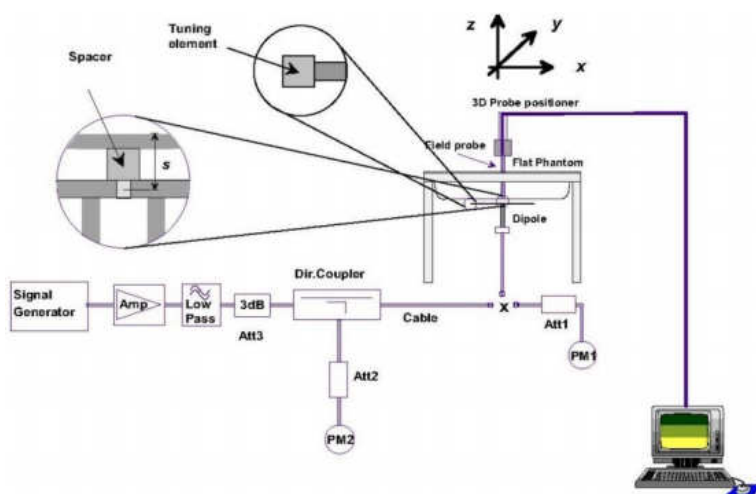 Tuning
element
Spacer
s
z
y
x
3D Probe positioner
Field probe
Flat Phantom
Dipole
Signal
Generator
Amp
Low
Pass
3dB
Att3
Dir.Coupler
Cable
x
Att1
PM1
Att2
PM2